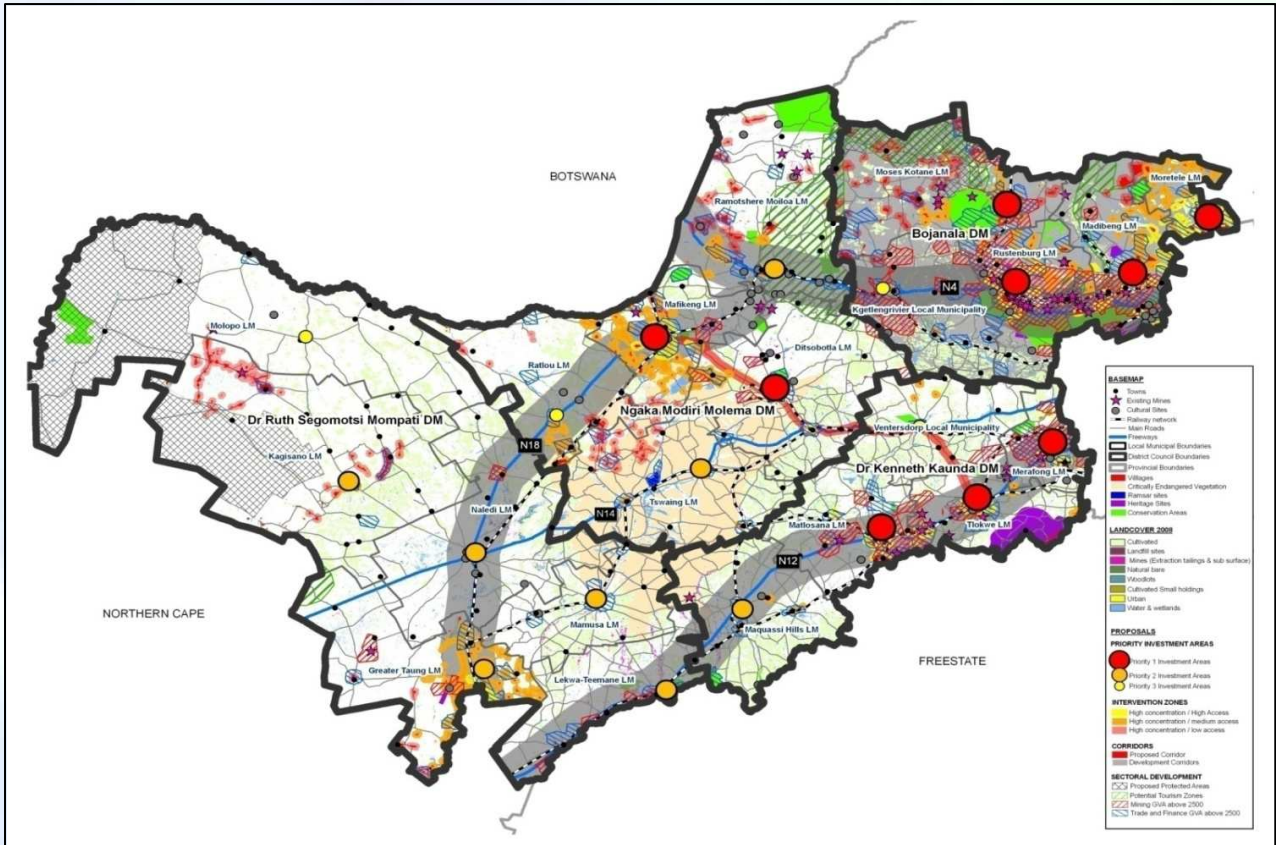 BOTSWANA
Moses Kotane LM
Moretele LM
Ramotshere Moiloa LM
Bojanala DM
Madibeng LM
Rustenburg LM
N4
Mafikeng LM
Kgetlengrivier Local Municipality
Molopo LM
Ratlou LM
Ditsobotla LM
Ngaka Modiri Molema DM
Dr Ruth Segomotsi Mompati DM
Ventersdorp Local Municipality
N18
Kagisano LM
Dr Kenneth Kaunda DM
Merafong LM
Tswaing LM
Naledi LM
N14
Matlosana LM
Tlokwe LM
N12
NORTHERN CAPE
Mamusa LM
Maquassi Hills LM
FREESTATE
Greater Taung LM
Lekwa-Teemane LM
BASEMAP
Towns
Existing Mines
Cultural Sites
Railway network
Main Roads
Freeways
Local Municipal Boundaries
District Council Boundaries
Provincial Boundaries
Villages
Critically Endangered Vegetation
Ramsar sites
Heritage Sites
Conservation Areas
LANDCOVER 2008
Cultivated
Landfill sites
Mines (Extraction tailings & sub surface)
Natural bare
Woodlots
Cultivated Small holdings
Urban
Water & wetlands
PROPOSALS
PRIORITY INVESTMENT AREAS
Priority 1 Investment Areas
Priority 2 Investment Areas
Priority 3 Investment Areas
INTERVENTION ZONES
High concentration / High Access
High concentration / medium access
High concentration / low access
CORRIDORS
Proposed Corridor
Development Corridors
SECTORAL DEVELOPMENT
Proposed Protected Areas
Potential Tourism Zones
Mining GVA above 2500
Trade and Finance GVA above 2500